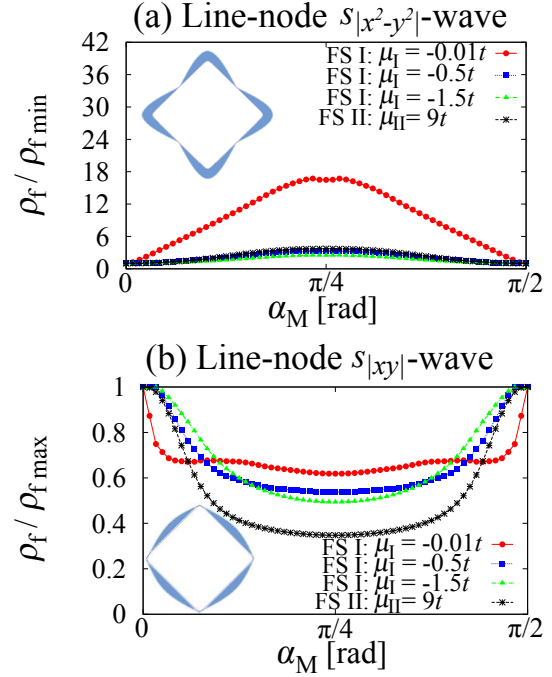 (a) Line-node s|x²-y²|-wave
42
36
30
24
18
12
6
0
ρf / ρf min
FS I: μI = -0.01t
FS I: μI = -0.5t
FS I: μI = -1.5t
FS II: μII = 9t
0 π/4 π/2
αM [rad]
(b) Line-node s|xy|-wave
1
0.8
0.6
0.4
0.2
0
ρf / ρf max
FS I: μI = -0.01t
FS I: μI = -0.5t
FS I: μI = -1.5t
FS II: μII = 9t
0 π/4 π/2
αM [rad]